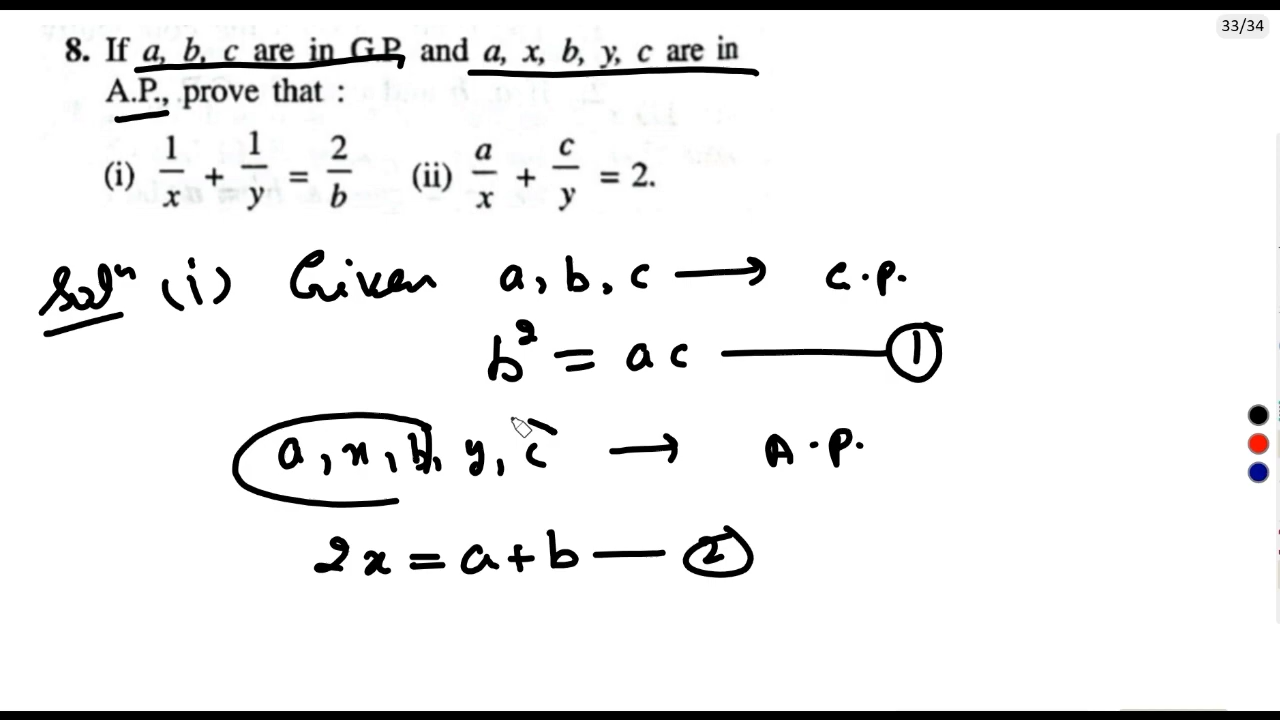 33/34
8. If a, b, c are in G.P. and a, x, b, y, c are in
A.P., prove that :
(i) 1/x + 1/y = 2/b (ii) a/x + c/y = 2.
Solⁿ (i) Given a, b, c → G.P.
b² = ac — ①
a, x, b, y, c → A.P.
2x = a + b — ②